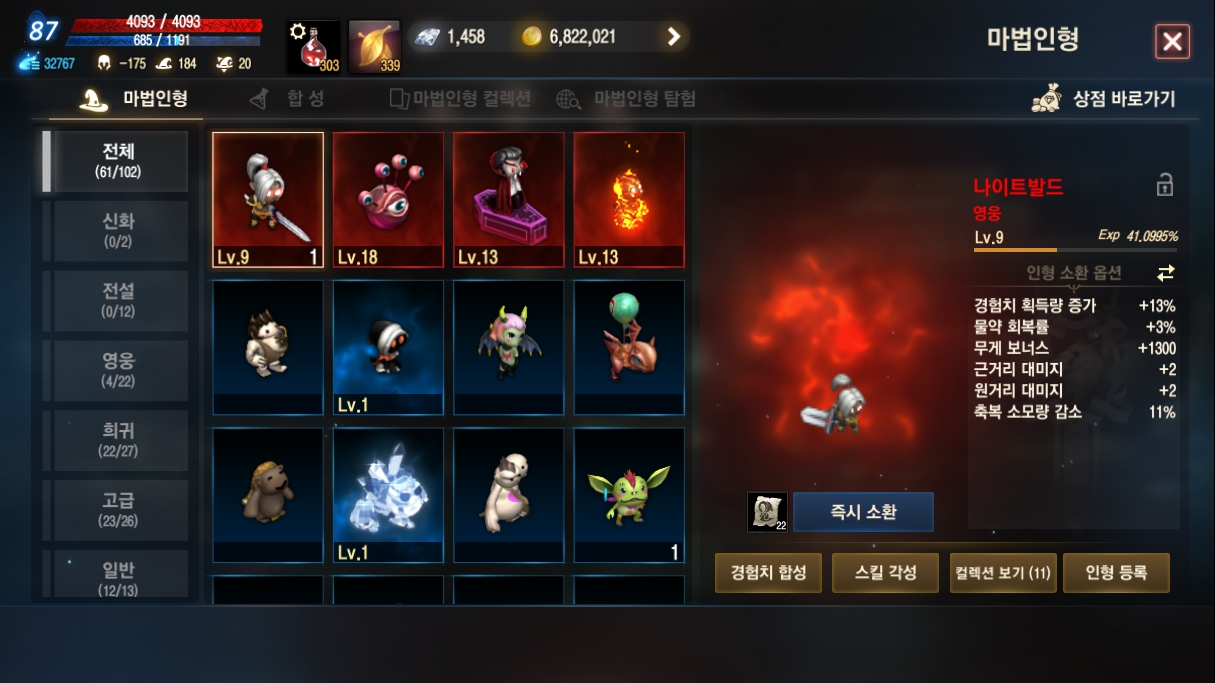 87
4093 / 4093
685 / 1191
32767
-175
184
20
303
339
1,458
6,822,021
마법인형
마법인형
합성
마법인형 컬렉션
마법인형 탐험
상점 바로가기
전체
(61/102)
신화
(0/2)
전설
(0/12)
영웅
(4/22)
희귀
(22/27)
고급
(23/26)
일반
(12/13)
Lv.9
1
Lv.18
Lv.13
Lv.13
Lv.1
Lv.1
1
나이트발드
영웅
Lv.9
Exp 41.0995%
인형 소환 옵션
경험치 획득량 증가 +13%
물약 회복률 +3%
무게 보너스 +1300
근거리 대미지 +2
원거리 대미지 +2
축복 소모량 감소 11%
22
즉시 소환
경험치 합성
스킬 각성
컬렉션 보기 (11)
인형 등록